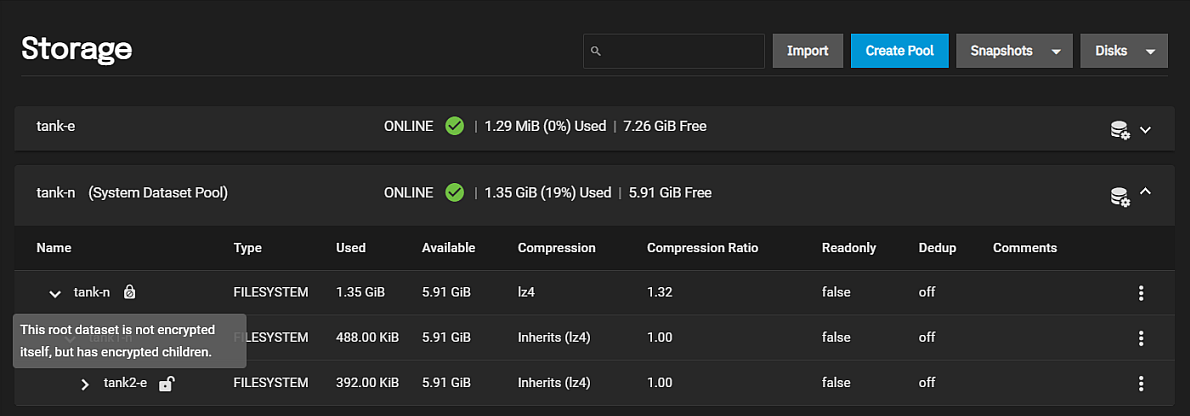 Storage
Import Create Pool Snapshots Disks
tank-e ONLINE | 1.29 MiB (0%) Used | 7.26 GiB Free
tank-n (System Dataset Pool) ONLINE | 1.35 GiB (19%) Used | 5.91 GiB Free
Name Type Used Available Compression Compression Ratio Readonly Dedup Comments
tank-n FILESYSTEM 1.35 GiB 5.91 GiB lz4 1.32 false off
This root dataset is not encrypted
itself, but has encrypted children.
tank1-n FILESYSTEM 488.00 KiB 5.91 GiB Inherits (lz4) 1.00 false off
tank2-e FILESYSTEM 392.00 KiB 5.91 GiB Inherits (lz4) 1.00 false off